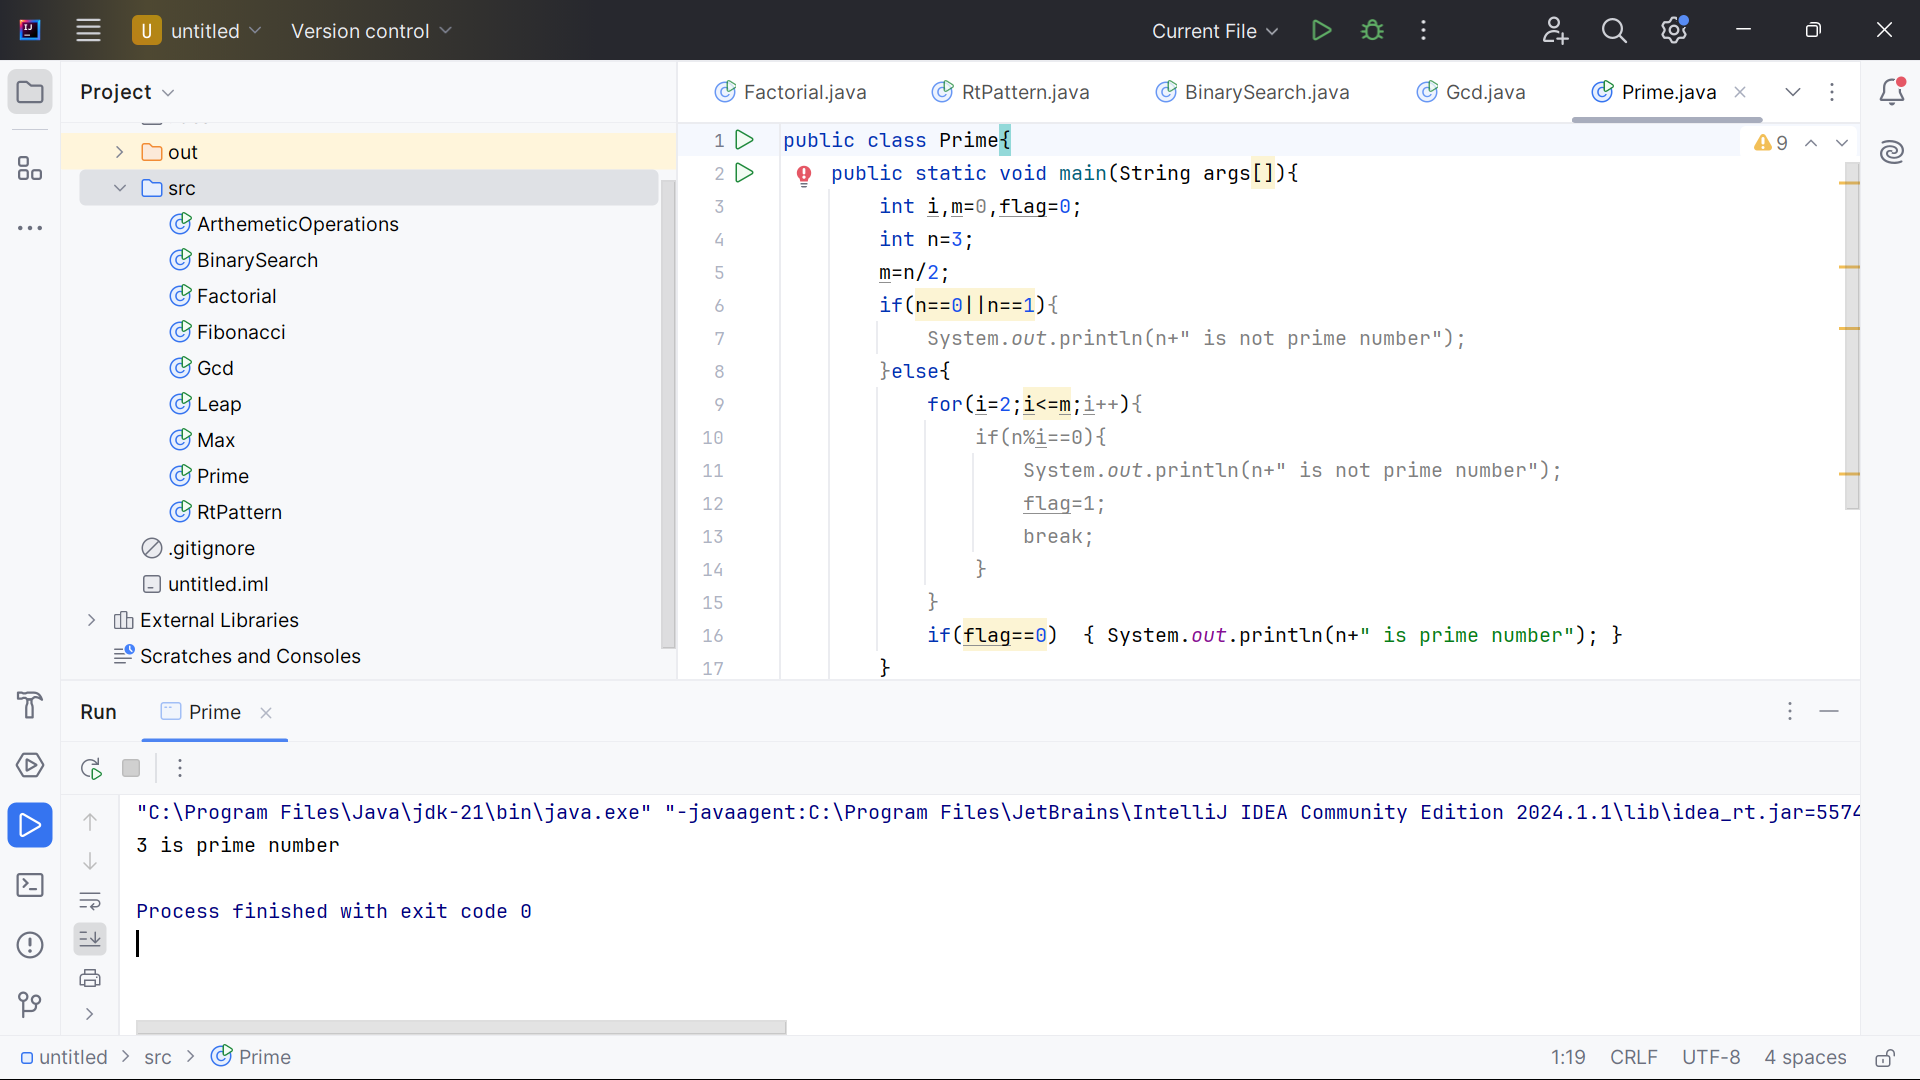 U untitled Version control Current File
Project
out
src
ArthemeticOperations
BinarySearch
Factorial
Fibonacci
Gcd
Leap
Max
Prime
RtPattern
.gitignore
untitled.iml
External Libraries
Scratches and Consoles
Factorial.java RtPattern.java BinarySearch.java Gcd.java Prime.java
9
1 public class Prime{
2 public static void main(String args[]){
3 int i,m=0,flag=0;
4 int n=3;
5 m=n/2;
6 if(n==0||n==1){
7 System.out.println(n+" is not prime number");
8 }else{
9 for(i=2;i<=m;i++){
10 if(n%i==0){
11 System.out.println(n+" is not prime number");
12 flag=1;
13 break;
14 }
15 }
16 if(flag==0) { System.out.println(n+" is prime number"); }
17 }
Run Prime
"C:\Program Files\Java\jdk-21\bin\java.exe" "-javaagent:C:\Program Files\JetBrains\IntelliJ IDEA Community Edition 2024.1.1\lib\idea_rt.jar=5574
3 is prime number
Process finished with exit code 0
untitled > src > Prime 1:19 CRLF UTF-8 4 spaces